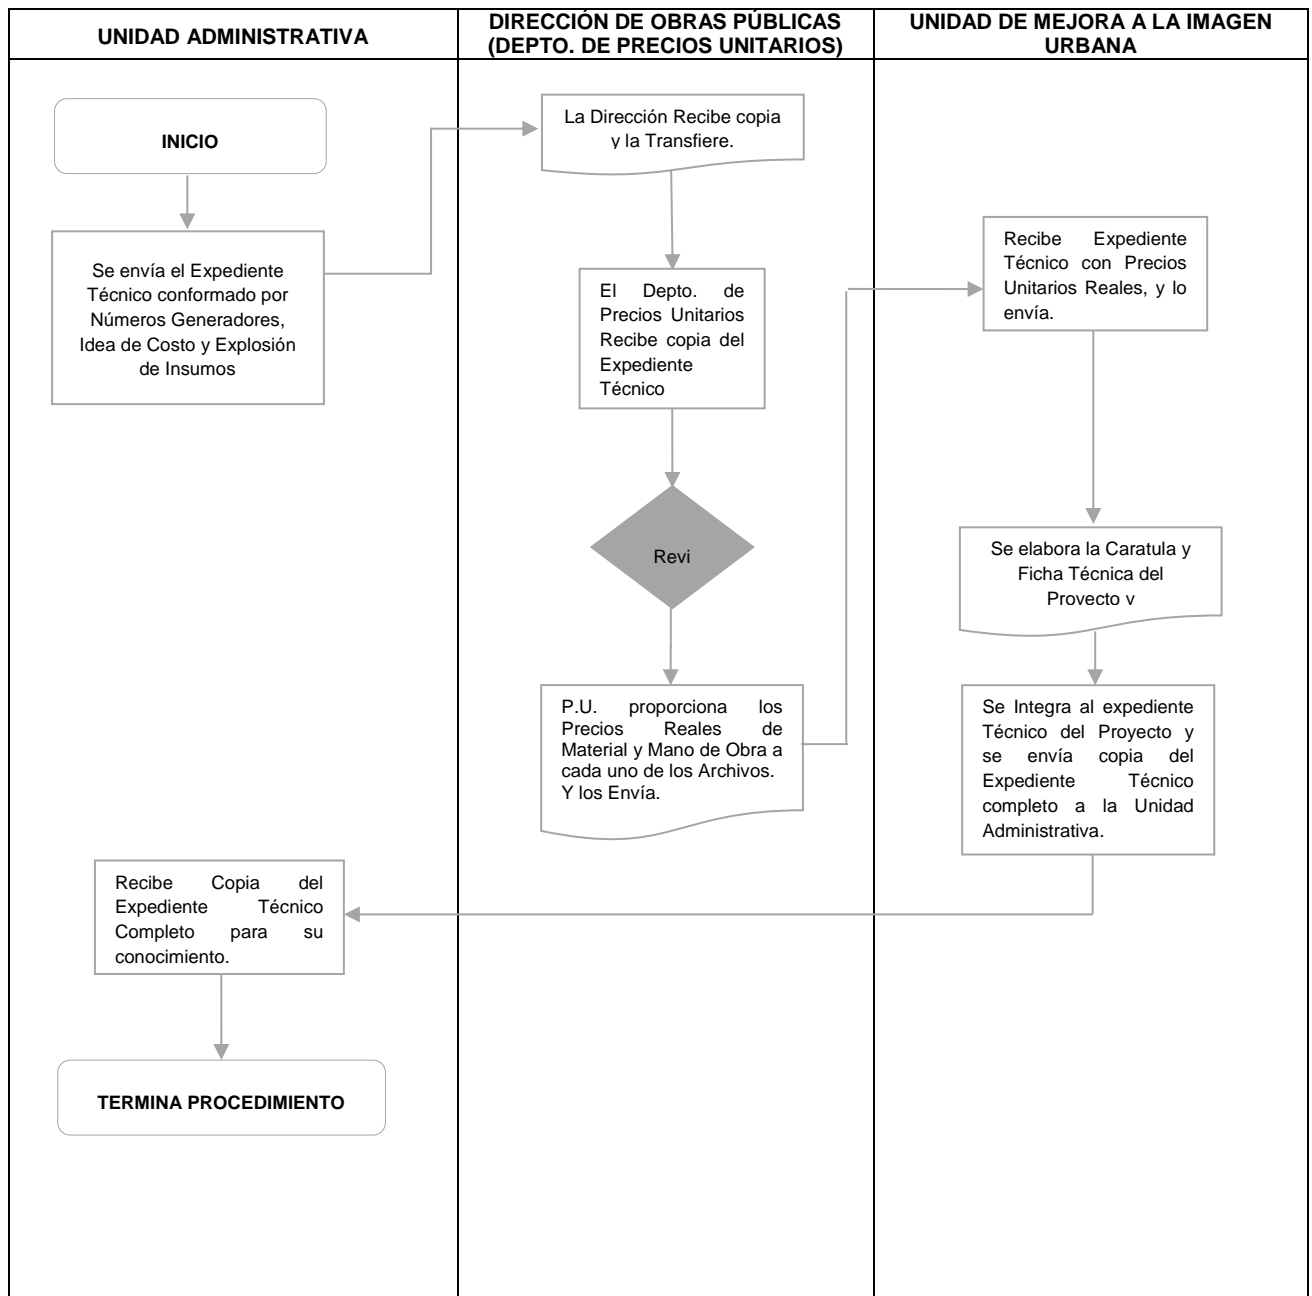 UNIDAD ADMINISTRATIVA
DIRECCIÓN DE OBRAS PÚBLICAS
(DEPTO. DE PRECIOS UNITARIOS)
UNIDAD DE MEJORA A LA IMAGEN
URBANA
INICIO
Se envía el Expediente
Técnico conformado por
Números Generadores,
Idea de Costo y Explosión
de Insumos
La Dirección Recibe copia
y la Transfiere.
El Depto. de
Precios Unitarios
Recibe copia del
Expediente
Técnico
Revi
P.U. proporciona los
Precios Reales de
Material y Mano de Obra a
cada uno de los Archivos.
Y los Envía.
Recibe Expediente
Técnico con Precios
Unitarios Reales, y lo
envía.
Se elabora la Caratula y
Ficha Técnica del
Proyecto y
Se Integra al expediente
Técnico del Proyecto y
se envía copia del
Expediente Técnico
completo a la Unidad
Administrativa.
Recibe Copia del
Expediente Técnico
Completo para su
conocimiento.
TERMINA PROCEDIMIENTO